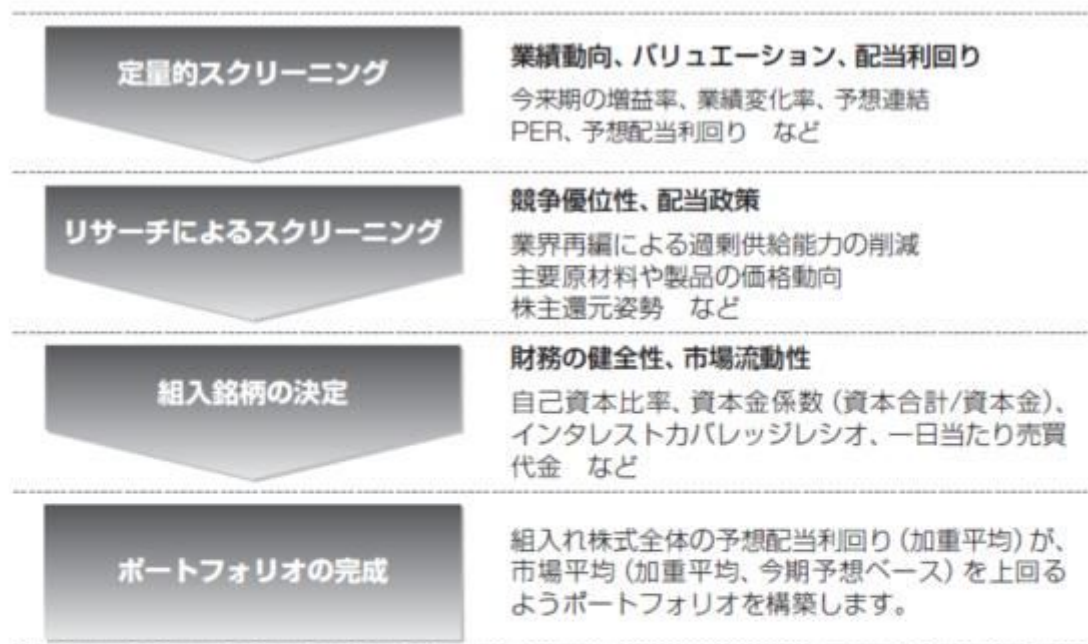 定量的スクリーニング
業績動向、バリュエーション、配当利回り
今来期の増益率、業績変化率、予想連結
PER、予想配当利回り　など
リサーチによるスクリーニング
競争優位性、配当政策
業界再編による過剰供給能力の削減
主要原材料や製品の価格動向
株主還元姿勢　など
組入銘柄の決定
財務の健全性、市場流動性
自己資本比率、資本金係数（資本合計/資本金）、
インタレストカバレッジレシオ、一日当たり売買
代金　など
ポートフォリオの完成
組入れ株式全体の予想配当利回り（加重平均）が、
市場平均（加重平均、今期予想ベース）を上回る
ようポートフォリオを構築します。